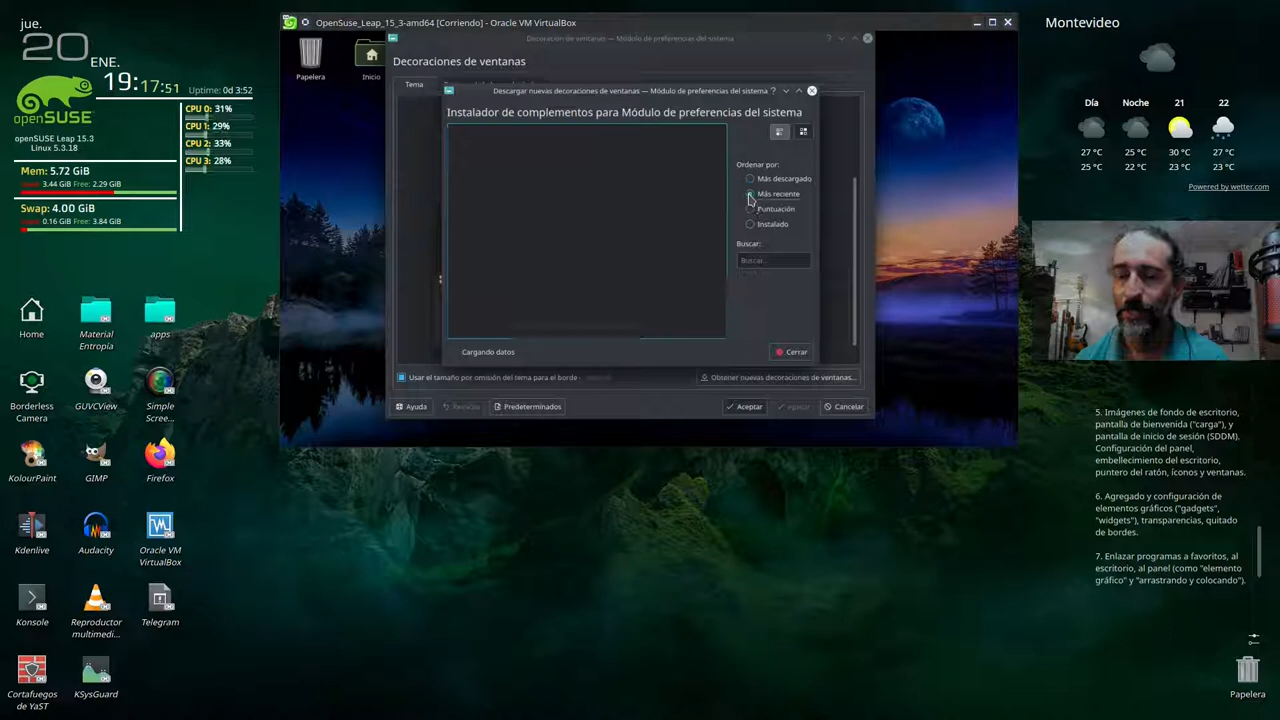 jue.
20
ENE.
19:17:51
Uptime: 0d 3:52
openSUSE
openSUSE Leap 15.3
Linux 5.3.18
CPU 0: 31%
CPU 1: 29%
CPU 2: 33%
CPU 3: 28%
Mem: 5.72 GiB
3.44 GiB Free: 2.29 GiB
Swap: 4.00 GiB
0.16 GiB Free: 3.84 GiB
Home
Material Entropía
apps
Borderless Camera
GUVCView
Simple Scree...
KolourPaint
GIMP
Firefox
Kdenlive
Audacity
Oracle VM VirtualBox
Konsole
Reproductor multimedi...
Telegram
Cortafuegos de YaST
KSysGuard
OpenSuse_Leap_15_3-amd64 [Corriendo] - Oracle VM VirtualBox
Papelera
Inicio
Decoración de ventanas — Módulo de preferencias del sistema
Decoraciones de ventanas
Tema
Descargar nuevas decoraciones de ventanas — Módulo de preferencias del sistema
Instalador de complementos para Módulo de preferencias del sistema
Ordenar por:
Más descargado
Más reciente
Puntuación
Instalado
Buscar:
Buscar...
Cargando datos
Cerrar
Usar el tamaño por omisión del tema para el borde
Obtener nuevas decoraciones de ventanas...
Ayuda
Predeterminados
Aceptar
Cancelar
Montevideo
Día
Noche
21
22
27 °C
25 °C
30 °C
27 °C
25 °C
22 °C
23 °C
23 °C
Powered by wetter.com
5. Imágenes de fondo de escritorio,
pantalla de bienvenida ("carga"), y
pantalla de inicio de sesión (SDDM).
Configuración del panel,
embellecimiento del escritorio,
puntero del ratón, íconos y ventanas.
6. Agregado y configuración de
elementos gráficos ("gadgets",
"widgets"), transparencias, quitado
de bordes.
7. Enlazar programas a favoritos, al
escritorio, al panel (como "elemento
gráfico" y "arrastrando y colocando").
Papelera